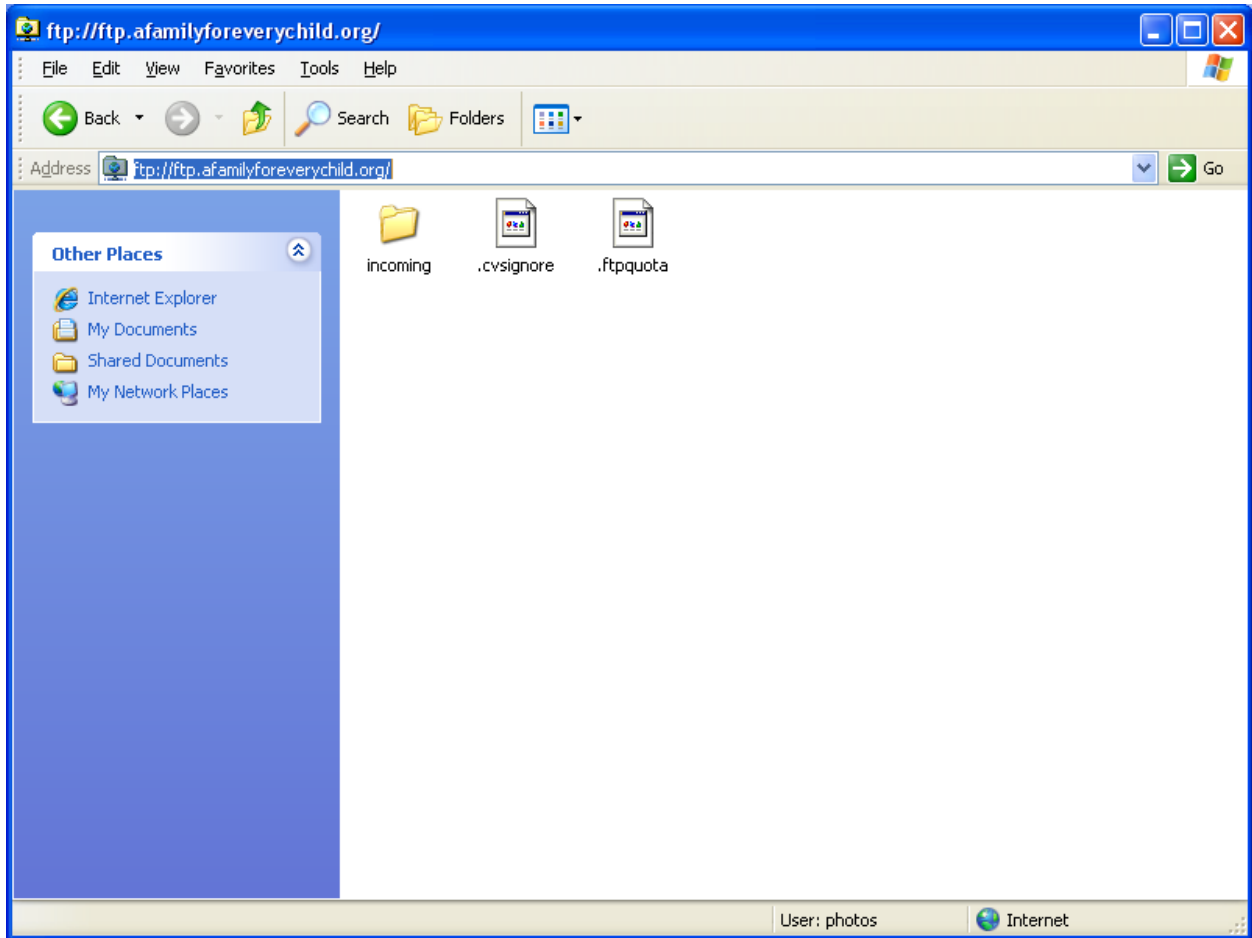 ftp://ftp.afamilyforeverychild.org/
File Edit View Favorites Tools Help
Back Search Folders
Address ftp://ftp.afamilyforeverychild.org/ Go
Other Places
Internet Explorer
My Documents
Shared Documents
My Network Places
incoming .cvsignore .ftpquota
User: photos Internet